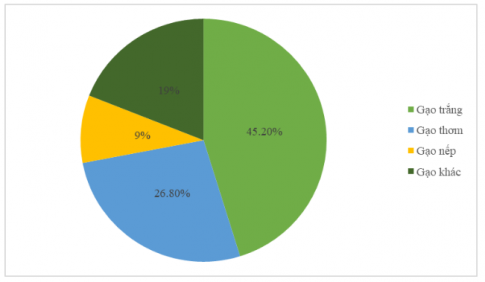 19%
45.20%
9%
26.80%
Gạo trắng
Gạo thơm
Gạo nếp
Gạo khác